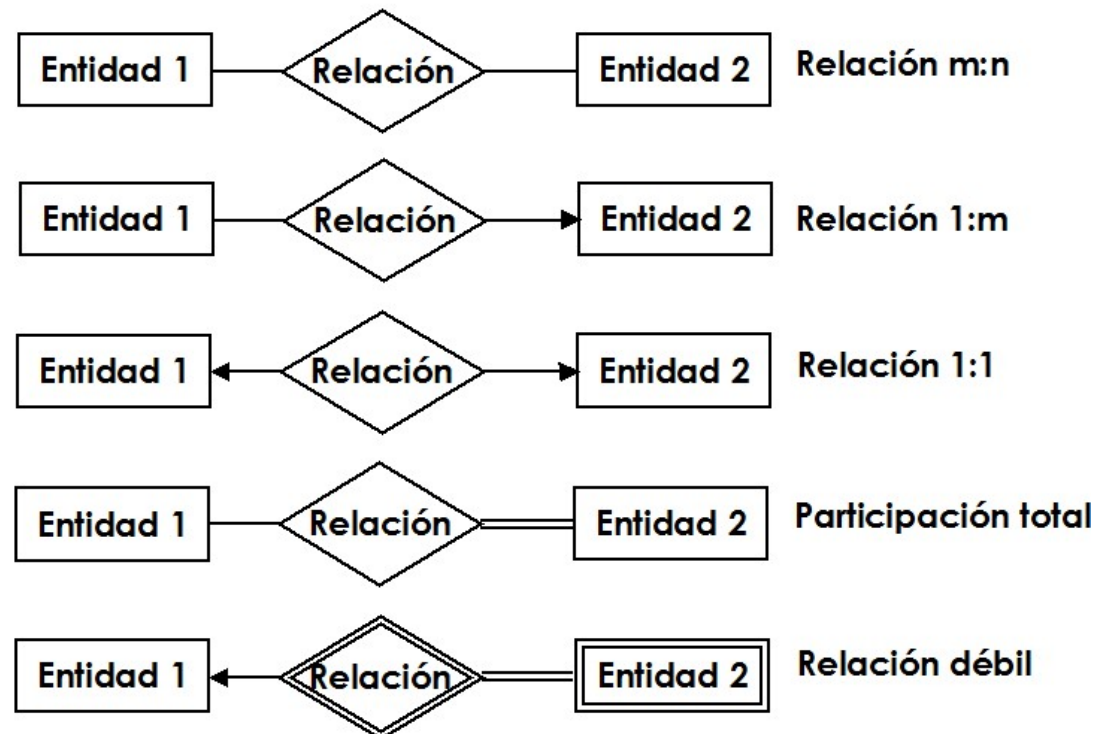 Entidad 1 Relación Entidad 2 Relación m:n
Entidad 1 Relación Entidad 2 Relación 1:m
Entidad 1 Relación Entidad 2 Relación 1:1
Entidad 1 Relación Entidad 2 Participación total
Entidad 1 Relación Entidad 2 Relación débil